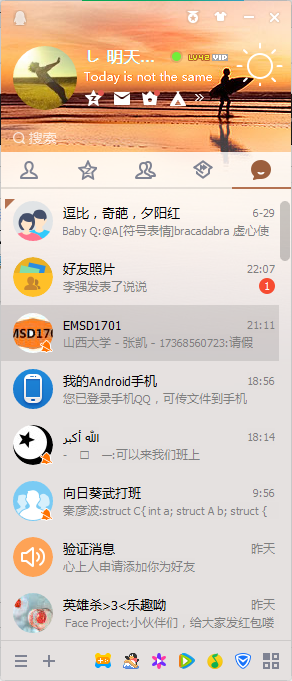 し 明天... LV42 VIP
Today is not the same
搜索
逗比，奇葩，夕阳红 6-29
Baby Q:@A[符号表情]bracadabra 虚心使
好友照片 22:07
李强发表了说说 1
EMSD1701 21:11
山西大学 - 张凯 - 17368560723:请假
我的Android手机 18:56
您已登录手机QQ，可传文件到手机
الله أكبر 18:14
- □ —:可以来我们班上
向日葵武打班 9:56
秦彦波:struct C{ int a; struct A b; struct {
验证消息 昨天
心上人申请添加你为好友
英雄杀>3<乐趣呦 昨天
Face Project:小伙伴们，给大家发红包喽